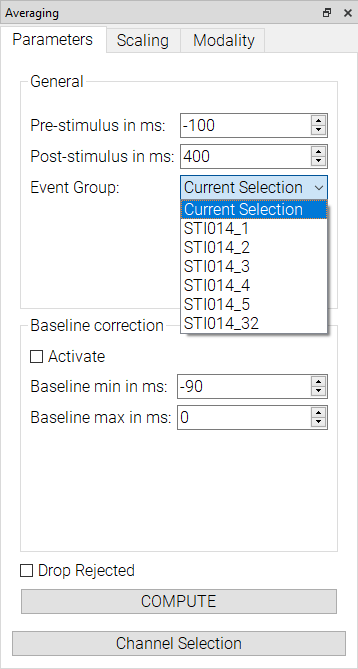 Averaging
Parameters Scaling Modality
General
Pre-stimulus in ms: -100
Post-stimulus in ms: 400
Event Group: Current Selection
Current Selection
STI014_1
STI014_2
STI014_3
STI014_4
STI014_5
STI014_32
Baseline correction
Activate
Baseline min in ms: -90
Baseline max in ms: 0
Drop Rejected
COMPUTE
Channel Selection